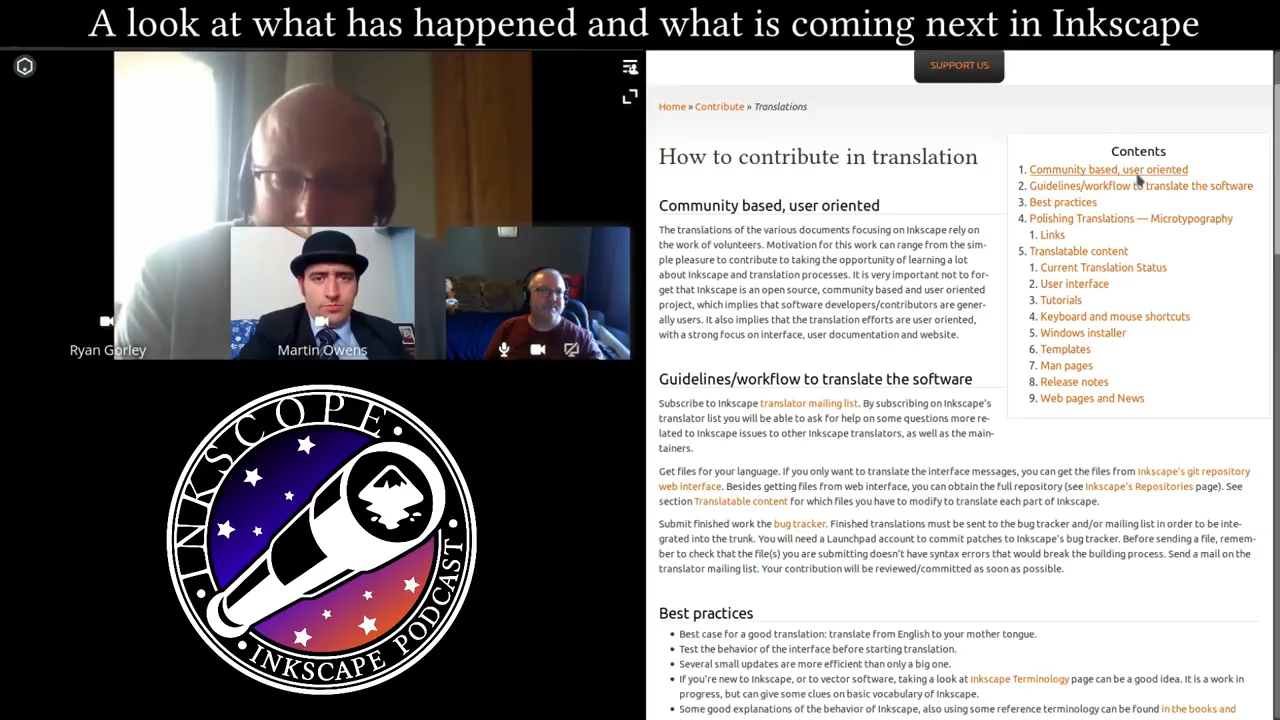 A look at what has happened and what is coming next in Inkscape
Ryan Gorley
Martin Owens
INKSCOPE
INKSCAPE PODCAST
SUPPORT US
Home » Contribute » Translations
How to contribute in translation
Community based, user oriented
The translations of the various documents focusing on Inkscape rely on
the work of volunteers. Motivation for this work can range from the sim-
ple pleasure to contribute to taking the opportunity of learning a lot
about Inkscape and translation processes. It is very important not to for-
get that Inkscape is an open source, community based and user oriented
project, which implies that software developers/contributors are gener-
ally users. It also implies that the translation efforts are user oriented,
with a strong focus on interface, user documentation and website.
Contents
1. Community based, user oriented
2. Guidelines/workflow to translate the software
3. Best practices
4. Polishing Translations — Microtypography
1. Links
5. Translatable content
1. Current Translation Status
2. User interface
3. Tutorials
4. Keyboard and mouse shortcuts
5. Windows installer
6. Templates
7. Man pages
8. Release notes
9. Web pages and News
Guidelines/workflow to translate the software
Subscribe to Inkscape translator mailing list. By subscribing on Inkscape's
translator list you will be able to ask for help on some questions more re-
lated to Inkscape issues to other Inkscape translators, as well as the main-
tainers.
Get files for your language. If you only want to translate the interface messages, you can get the files from Inkscape's git repository
web interface. Besides getting files from web interface, you can obtain the full repository (see Inkscape's Repositories page). See
section Translatable content for which files you have to modify to translate each part of Inkscape.
Submit finished work the bug tracker. Finished translations must be sent to the bug tracker and/or mailing list in order to be inte-
grated into the trunk. You will need a Launchpad account to commit patches to Inkscape's bug tracker. Before sending a file, remem-
ber to check that the file(s) you are submitting doesn't have syntax errors that would break the building process. Send a mail on the
translator mailing list. Your contribution will be reviewed/committed as soon as possible.
Best practices
• Best case for a good translation: translate from English to your mother tongue.
• Test the behavior of the interface before starting translation.
• Several small updates are more efficient than only a big one.
• If you're new to Inkscape, or to vector software, taking a look at Inkscape Terminology page can be a good idea. It is a work in
progress, but can give some clues on basic vocabulary of Inkscape.
• Some good explanations of the behavior of Inkscape, also using some reference terminology can be found in the books and